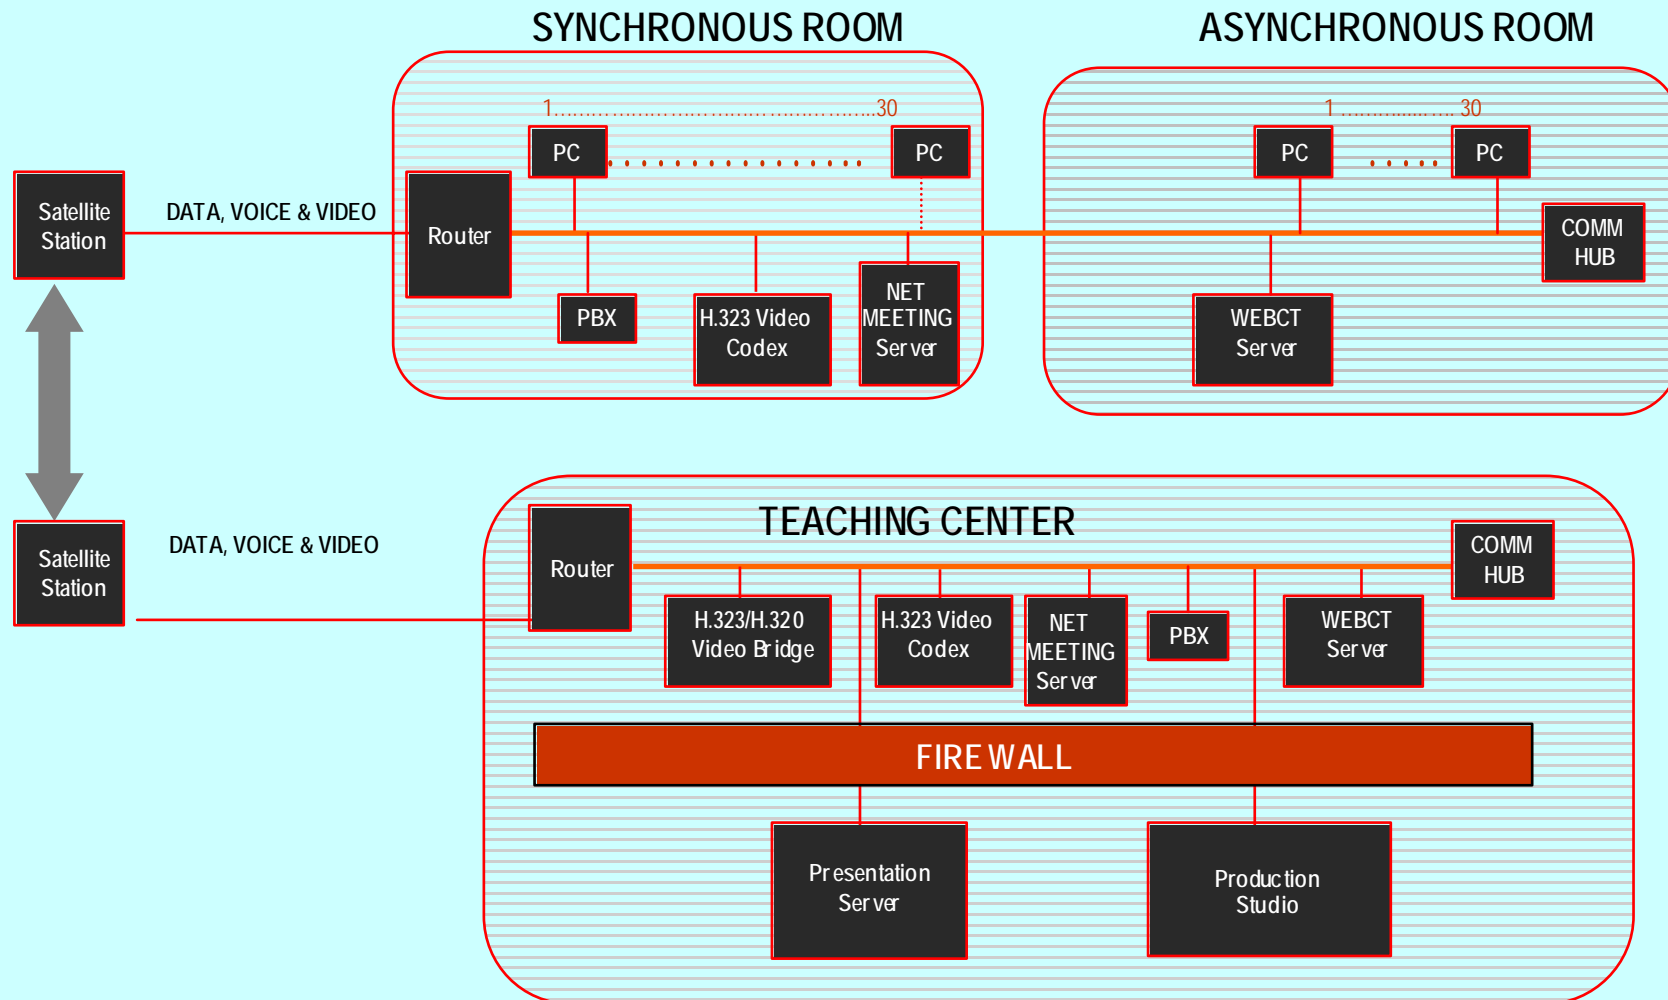 SYNCHRONOUS ROOM
ASYNCHRONOUS ROOM
1.............................................30
1 .................. 30
PC
PC
PC
PC
Satellite
Station
DATA, VOICE & VIDEO
Router
COMM
HUB
PBX
H.323 Video
Codex
NET
MEETING
Server
WEBCT
Server
TEACHING CENTER
Satellite
Station
DATA, VOICE & VIDEO
Router
COMM
HUB
H.323/H.320
Video Bridge
H.323 Video
Codex
NET
MEETING
Server
PBX
WEBCT
Server
FIRE WALL
Presentation
Server
Production
Studio